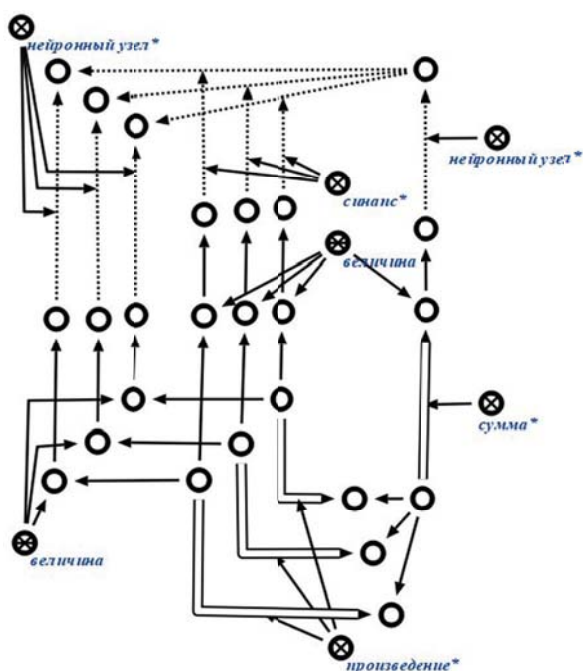 нейронный узел*
нейронный узел*
синапс*
величина
сумма*
величина
произведение*